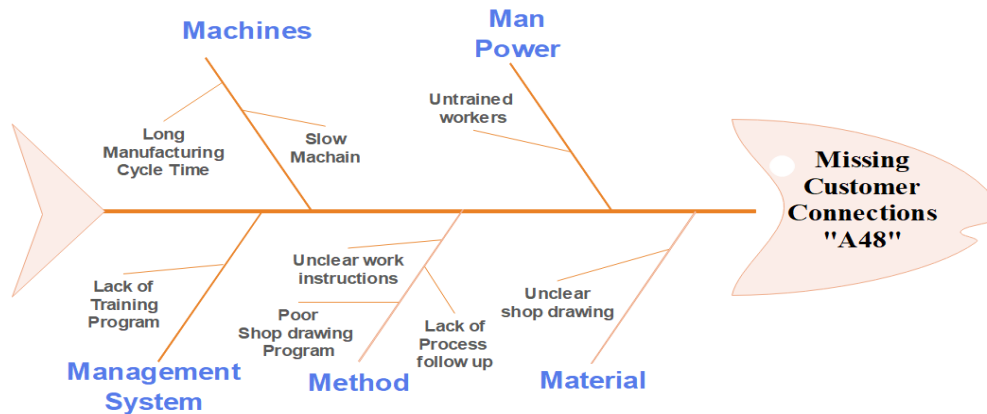 Machines
Man
Power
Long
Manufacturing
Cycle Time
Slow
Machain
Untrained
workers
Missing
Customer
Connections
"A48"
Lack of
Training
Program
Unclear work
instructions
Poor
Shop drawing
Program
Lack of
Process
follow up
Unclear
shop drawing
Management
System
Method
Material